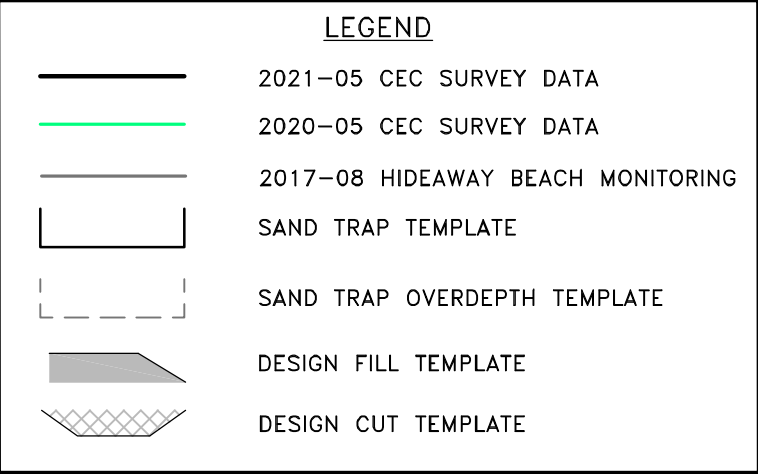 LEGEND
2021-05 CEC SURVEY DATA
2020-05 CEC SURVEY DATA
2017-08 HIDEAWAY BEACH MONITORING
SAND TRAP TEMPLATE
SAND TRAP OVERDEPTH TEMPLATE
DESIGN FILL TEMPLATE
DESIGN CUT TEMPLATE